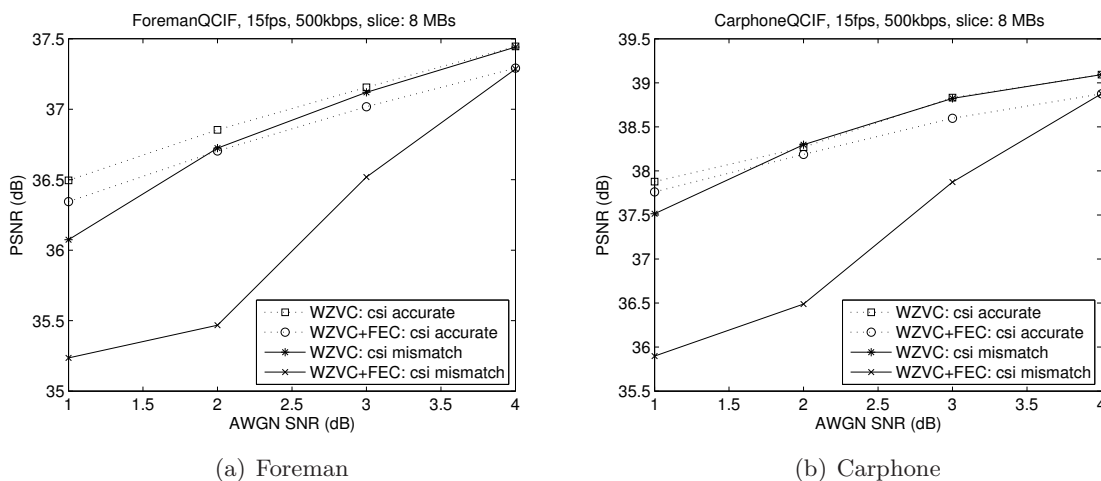 ForemanQCIF, 15fps, 500kbps, slice: 8 MBs
37.5
37
36.5
36
35.5
35
PSNR (dB)
1
1.5
2
2.5
3
3.5
4
AWGN SNR (dB)
WZVC: csi accurate
WZVC+FEC: csi accurate
WZVC: csi mismatch
WZVC+FEC: csi mismatch
(a) Foreman
CarphoneQCIF, 15fps, 500kbps, slice: 8 MBs
39.5
39
38.5
38
37.5
37
36.5
36
35.5
PSNR (dB)
1
1.5
2
2.5
3
3.5
4
AWGN SNR (dB)
WZVC: csi accurate
WZVC+FEC: csi accurate
WZVC: csi mismatch
WZVC+FEC: csi mismatch
(b) Carphone